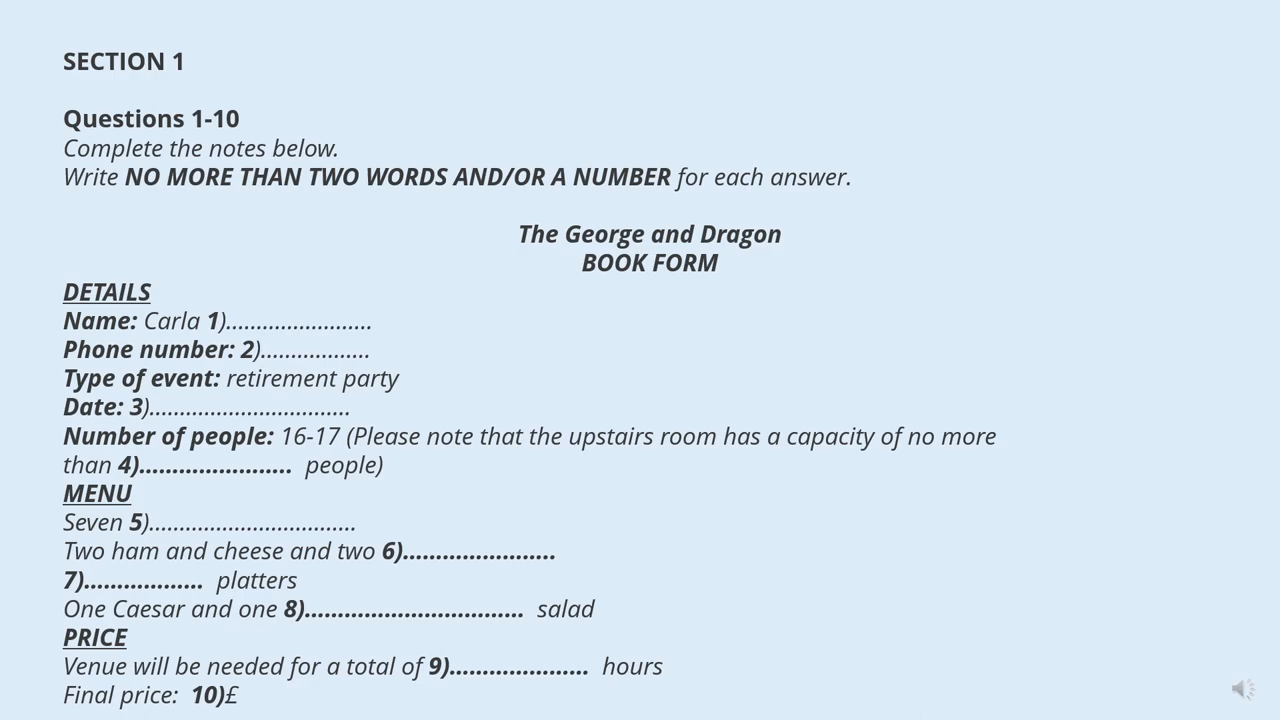 SECTION 1
Questions 1-10
Complete the notes below.
Write NO MORE THAN TWO WORDS AND/OR A NUMBER for each answer.
The George and Dragon
BOOK FORM
DETAILS
Name: Carla 1)........................
Phone number: 2)..................
Type of event: retirement party
Date: 3).................................
Number of people: 16-17 (Please note that the upstairs room has a capacity of no more
than 4)....................... people)
MENU
Seven 5)..................................
Two ham and cheese and two 6).......................
7).................. platters
One Caesar and one 8)................................. salad
PRICE
Venue will be needed for a total of 9)..................... hours
Final price: 10)£